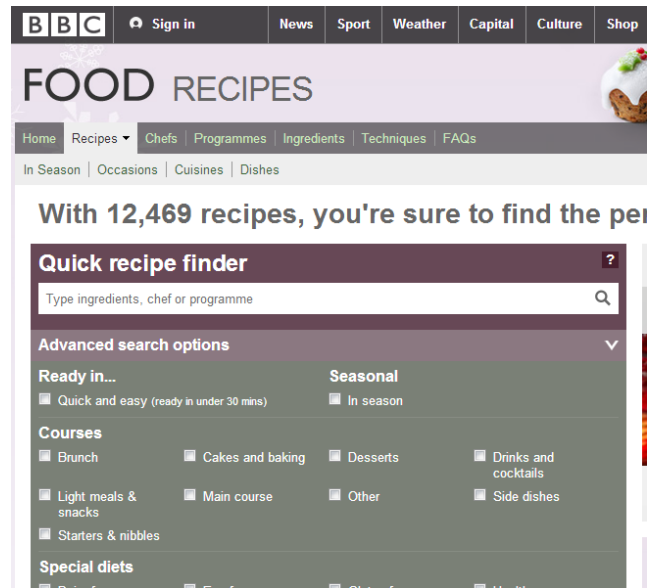 BBC Sign in News Sport Weather Capital Culture Shop
FOOD RECIPES
Home Recipes Chefs Programmes Ingredients Techniques FAQs
In Season Occasions Cuisines Dishes
With 12,469 recipes, you're sure to find the
Quick recipe finder ?
Type ingredients, chef or programme
Advanced search options
Ready in... Seasonal
Quick and easy (ready in under 30 mins) In season
Courses
Brunch Cakes and baking Desserts Drinks and
cocktails
Light meals & Main course Other Side dishes
snacks
Starters & nibbles
Special diets